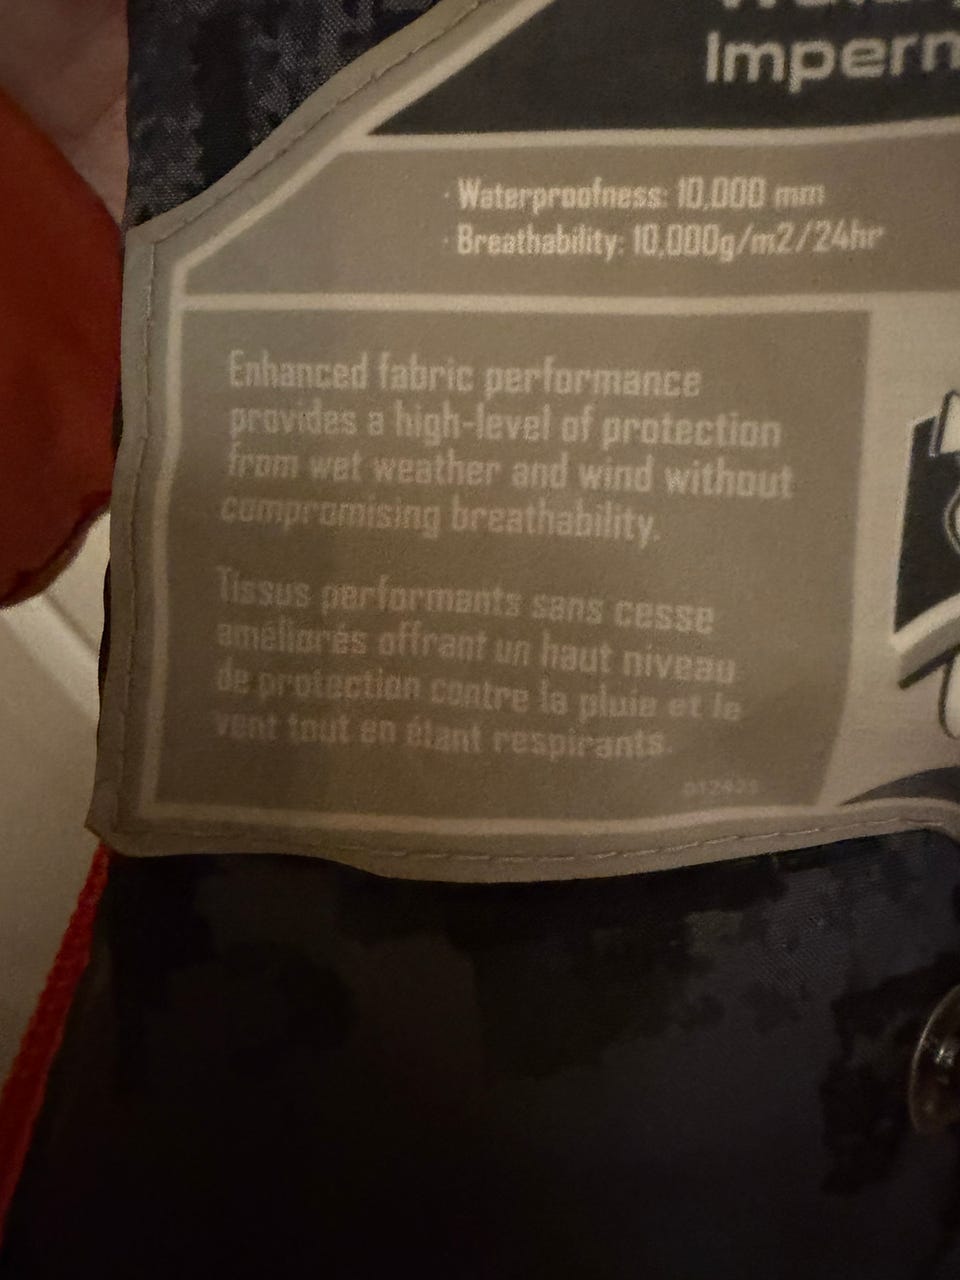 Imperm
· Waterproofness: 10,000 mm
· Breathability: 10,000g/m2/24hr
Enhanced fabric performance
provides a high-level of protection
from wet weather and wind without
compromising breathability.
Tissus performants sans cesse
améliorés offrant un haut niveau
de protection contre la pluie et le
vent tout en étant respirants.